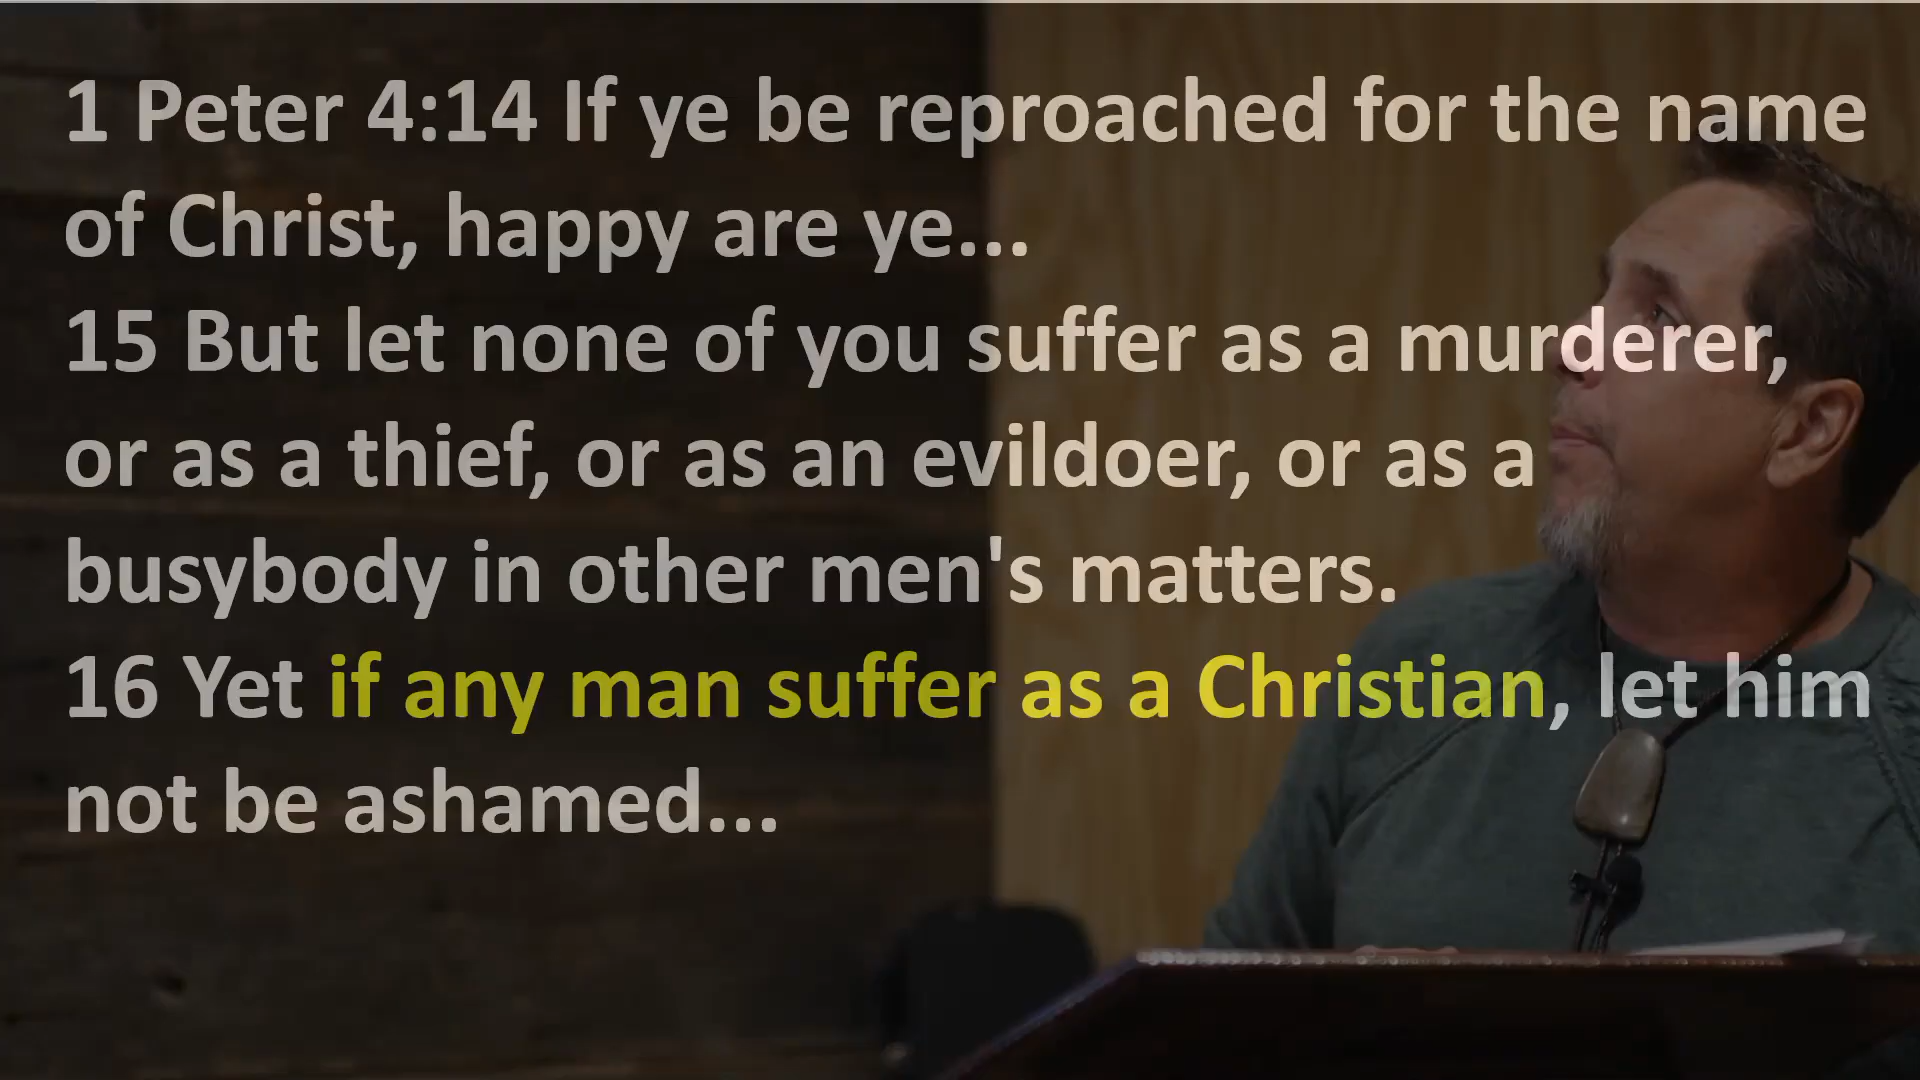 1 Peter 4:14 If ye be reproached for the name
of Christ, happy are ye...
15 But let none of you suffer as a murderer,
or as a thief, or as an evildoer, or as a
busybody in other men's matters.
16 Yet if any man suffer as a Christian, let him
not be ashamed...